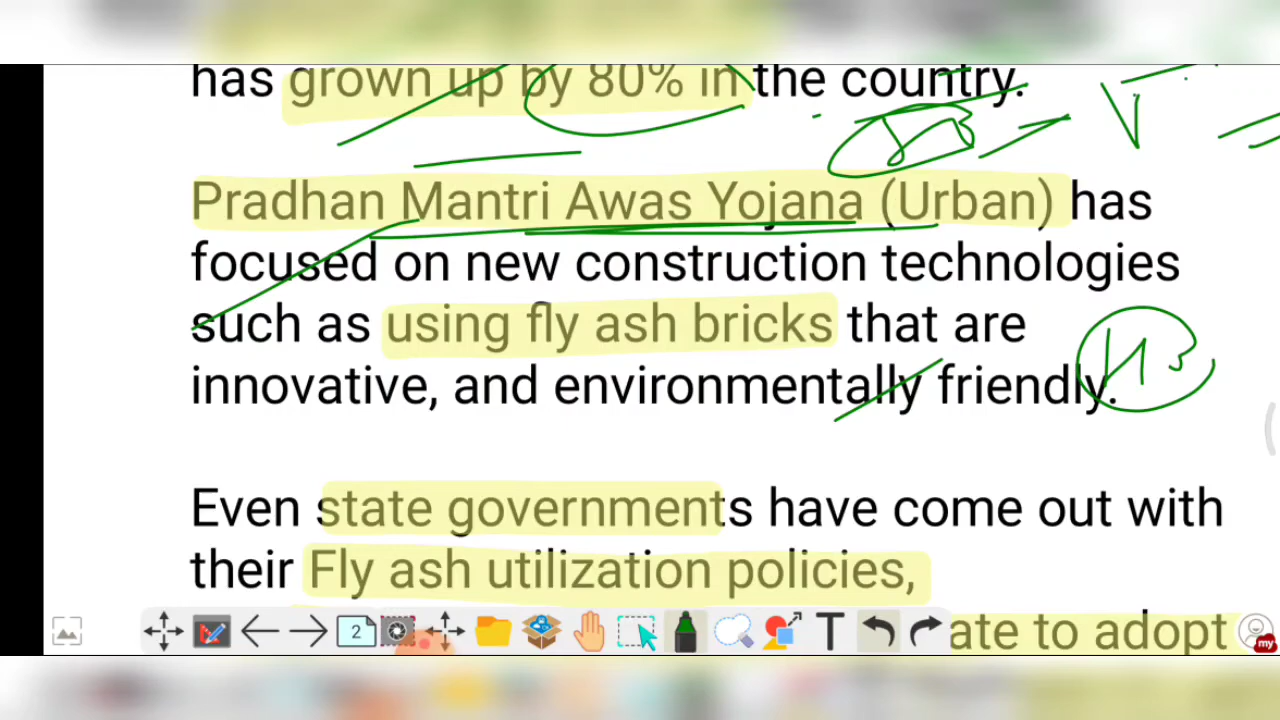 has grown up by 80% in the country.
Pradhan Mantri Awas Yojana (Urban) has
focused on new construction technologies
such as using fly ash bricks that are
innovative, and environmentally friendly.
Even state governments have come out with
their Fly ash utilization policies,
ate to adopt
2
T
my